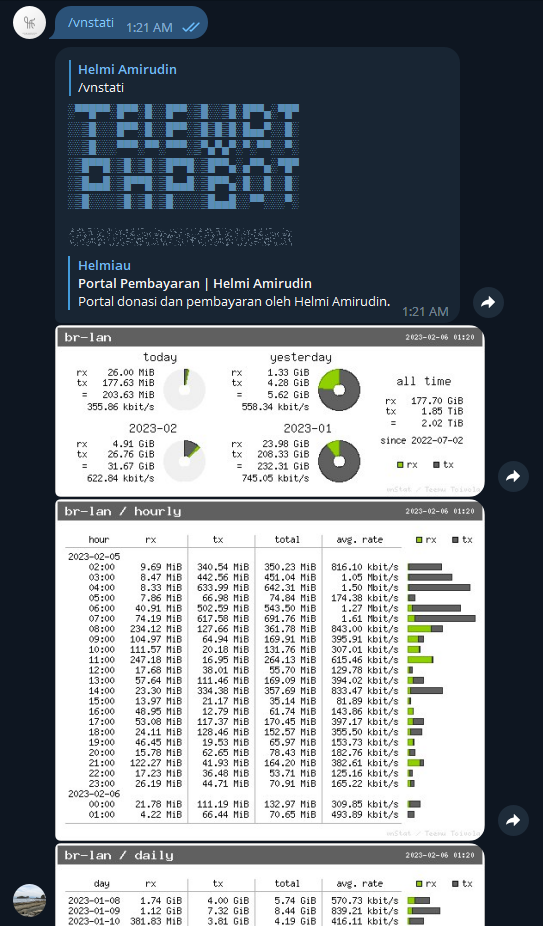 /vnstati
1:21 AM
Helmi Amirudin
/vnstati
Helmiau
Portal Pembayaran | Helmi Amirudin
Portal donasi dan pembayaran oleh Helmi Amirudin.
1:21 AM
br-lan 2023-02-06 01:20
today yesterday
rx 26.00 MiB rx 1.33 GiB
tx 177.63 MiB tx 4.28 GiB
= 203.63 MiB = 5.62 GiB
355.86 kbit/s 558.34 kbit/s
all time
rx 177.70 GiB
tx 1.85 TiB
= 2.02 TiB
since 2022-07-02
rx tx
2023-02 2023-01
rx 4.91 GiB rx 23.98 GiB
tx 26.76 GiB tx 208.33 GiB
= 31.67 GiB = 232.31 GiB
622.84 kbit/s 745.05 kbit/s
vnStat / Teemu Toivola
br-lan / hourly 2023-02-06 01:20
hour rx tx total avg. rate rx tx
2023-02-05
02:00 9.69 MiB 340.54 MiB 350.23 MiB 816.10 kbit/s
03:00 8.47 MiB 442.56 MiB 451.04 MiB 1.05 Mbit/s
04:00 8.33 MiB 633.99 MiB 642.31 MiB 1.50 Mbit/s
05:00 7.86 MiB 66.98 MiB 74.84 MiB 174.38 kbit/s
06:00 40.91 MiB 502.59 MiB 543.50 MiB 1.27 Mbit/s
07:00 74.19 MiB 617.58 MiB 691.76 MiB 1.61 Mbit/s
08:00 234.12 MiB 127.66 MiB 361.78 MiB 843.00 kbit/s
09:00 104.97 MiB 64.94 MiB 169.91 MiB 395.91 kbit/s
10:00 111.57 MiB 20.18 MiB 131.76 MiB 307.01 kbit/s
11:00 247.18 MiB 16.95 MiB 264.13 MiB 615.46 kbit/s
12:00 17.68 MiB 38.01 MiB 55.70 MiB 129.78 kbit/s
13:00 57.64 MiB 111.46 MiB 169.09 MiB 394.02 kbit/s
14:00 23.30 MiB 334.38 MiB 357.69 MiB 833.47 kbit/s
15:00 13.97 MiB 21.17 MiB 35.14 MiB 81.89 kbit/s
16:00 48.95 MiB 12.79 MiB 61.74 MiB 143.86 kbit/s
17:00 53.08 MiB 117.37 MiB 170.45 MiB 397.17 kbit/s
18:00 24.11 MiB 128.46 MiB 152.57 MiB 355.50 kbit/s
19:00 46.45 MiB 19.53 MiB 65.97 MiB 153.73 kbit/s
20:00 15.78 MiB 62.65 MiB 78.43 MiB 182.76 kbit/s
21:00 122.27 MiB 41.93 MiB 164.20 MiB 382.61 kbit/s
22:00 17.23 MiB 36.48 MiB 53.71 MiB 125.16 kbit/s
23:00 26.19 MiB 44.71 MiB 70.91 MiB 165.22 kbit/s
2023-02-06
00:00 21.78 MiB 111.19 MiB 132.97 MiB 309.85 kbit/s
01:00 4.22 MiB 66.44 MiB 70.65 MiB 493.89 kbit/s
vnStat / Teemu Toivola
br-lan / daily 2023-02-06 01:20
day rx tx total avg. rate rx tx
2023-01-08 1.74 GiB 4.00 GiB 5.74 GiB 570.73 kbit/s
2023-01-09 1.12 GiB 7.32 GiB 8.44 GiB 839.21 kbit/s
2023-01-10 381.83 MiB 3.81 GiB 4.19 GiB 416.11 kbit/s